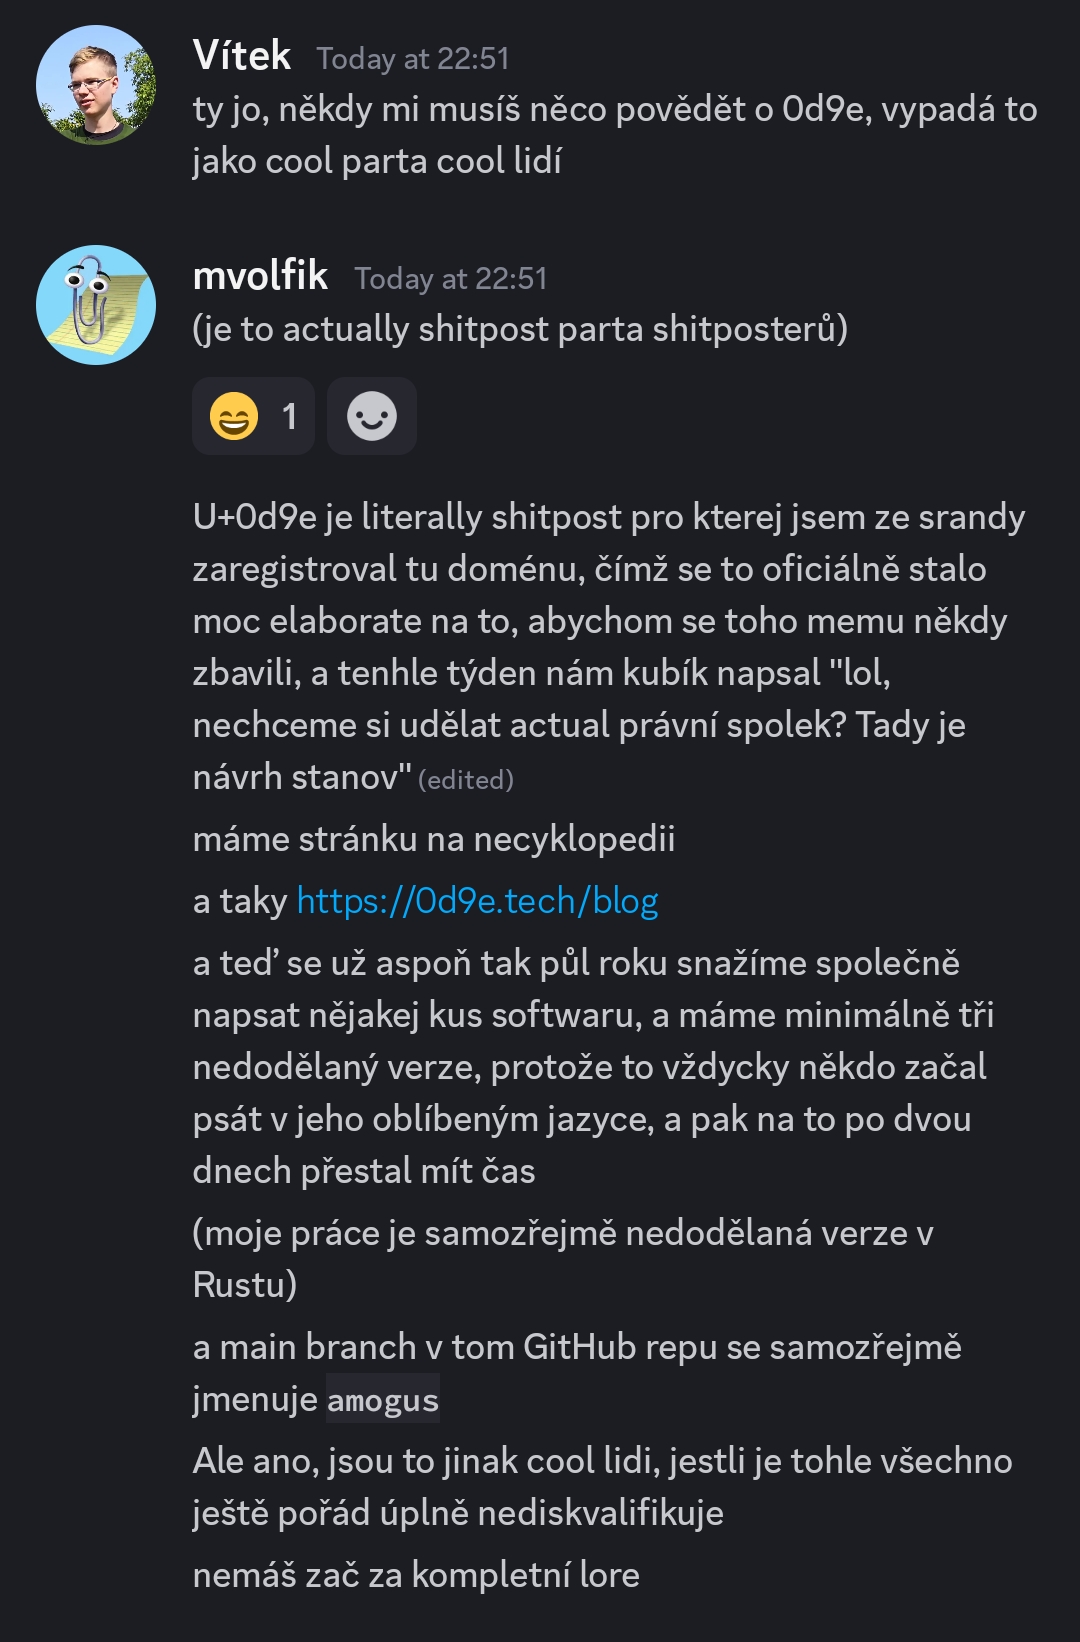 Vítek Today at 22:51
ty jo, někdy mi musíš něco povědět o 0d9e, vypadá to
jako cool parta cool lidí
mvolfik Today at 22:51
(je to actually shitpost parta shitposterů)
1
U+0d9e je literally shitpost pro kterej jsem ze srandy
zaregistroval tu doménu, čímž se to oficiálně stalo
moc elaborate na to, abychom se toho memu někdy
zbavili, a tenhle týden nám kubík napsal "lol,
nechceme si udělat actual právní spolek? Tady je
návrh stanov" (edited)
máme stránku na necyklopedii
a taky https://0d9e.tech/blog
a teď se už aspoň tak půl roku snažíme společně
napsat nějakej kus softwaru, a máme minimálně tři
nedodělaný verze, protože to vždycky někdo začal
psát v jeho oblíbeným jazyce, a pak na to po dvou
dnech přestal mít čas
(moje práce je samozřejmě nedodělaná verze v
Rustu)
a main branch v tom GitHub repu se samozřejmě
jmenuje amogus
Ale ano, jsou to jinak cool lidi, jestli je tohle všechno
ještě pořád úplně nediskvalifikuje
nemáš zač za kompletní lore